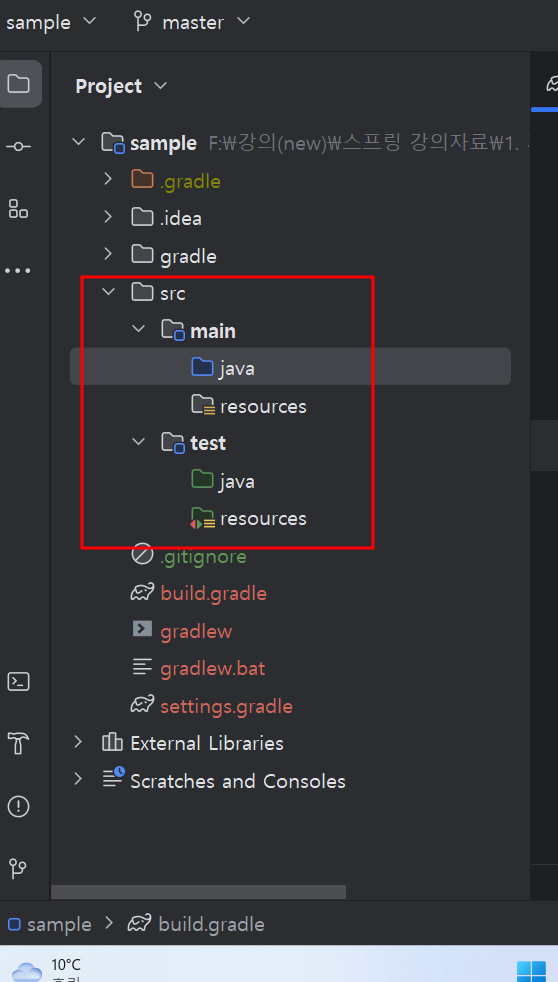 sample master
Project
sample F:\강의(new)\스프링 강의자료\1.
.gradle
.idea
gradle
src
main
java
resources
test
java
resources
.gitignore
build.gradle
gradlew
gradlew.bat
settings.gradle
External Libraries
Scratches and Consoles
sample > build.gradle
10°C